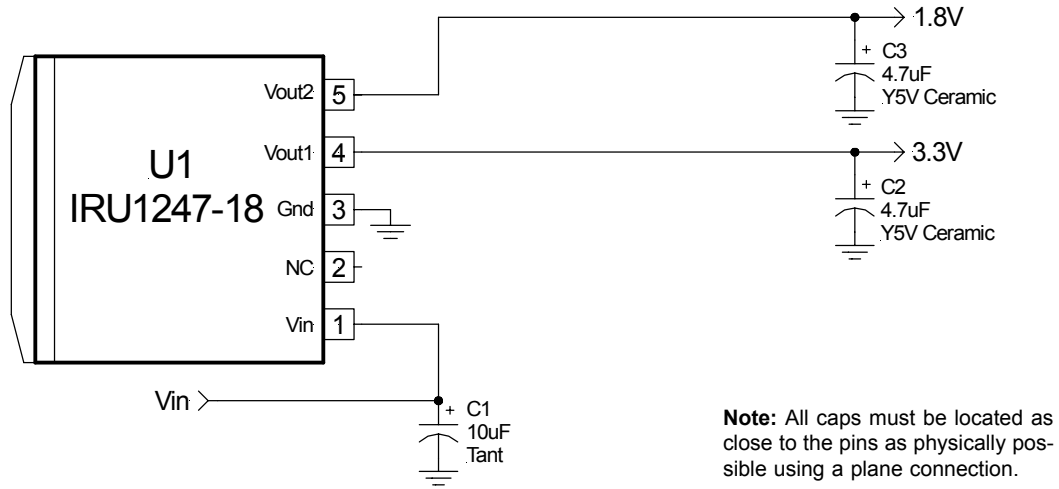 1.8V
+ C3
4.7uF
Y5V Ceramic
Vout2 5
Vout1 4
3.3V
U1
IRU1247-18
+ C2
4.7uF
Y5V Ceramic
Gnd 3
NC 2
Vin 1
Vin
+ C1
10uF
Tant
Note: All caps must be located as
close to the pins as physically pos-
sible using a plane connection.